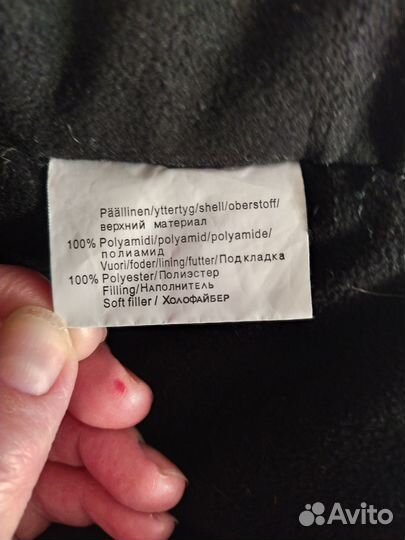 Päällinen/yttertyg/shell/oberstoff/
верхний материал
100% Polyamidi/polyamid/polyamide/
полиамид
Vuori/foder/lining/futter/Подкладка
100% Polyester/Полиэстер
Filling/Наполнитель
Soft filler/Холофайбер
Avito